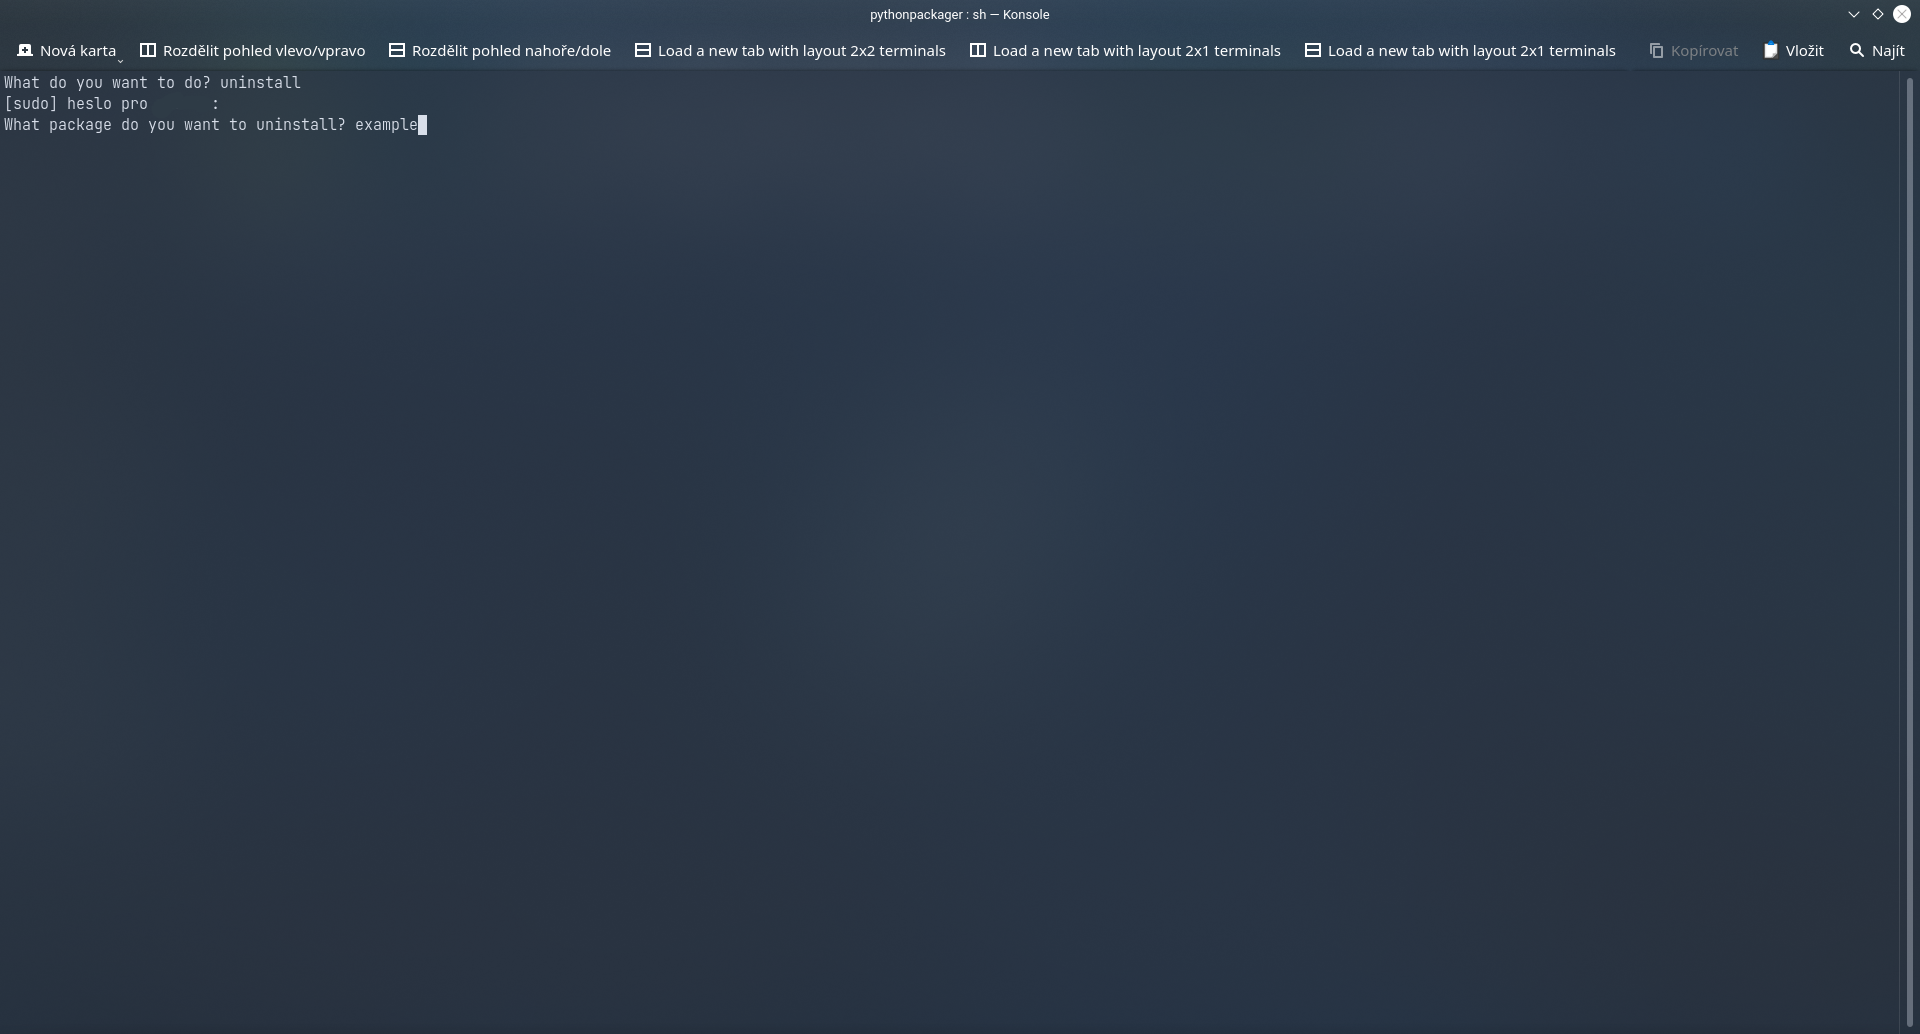 pythonpackager : sh — Konsole
Nová karta Rozdělit pohled vlevo/vpravo Rozdělit pohled nahoře/dole Load a new tab with layout 2x2 terminals Load a new tab with layout 2x1 terminals Load a new tab with layout 2x1 terminals Kopírovat Vložit Najít
What do you want to do? uninstall
[sudo] heslo pro       :
What package do you want to uninstall? example